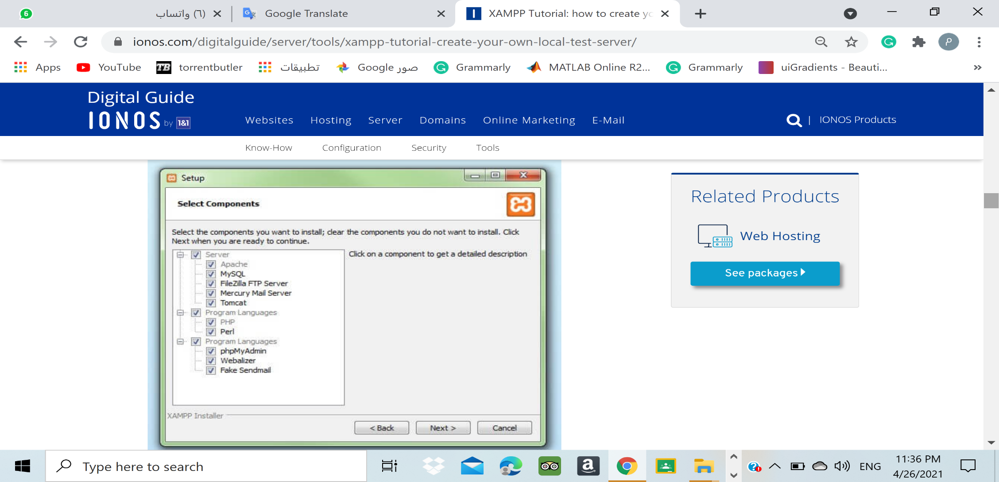 6
(٦) واتساب
Google Translate
XAMPP Tutorial: how to create yo
ionos.com/digitalguide/server/tools/xampp-tutorial-create-your-own-local-test-server/
Apps
YouTube
TB
torrentbutler
تطبيقات
صور Google
Grammarly
MATLAB Online R2...
Grammarly
uiGradients - Beauti...
Digital Guide
IONOS by 1&1
Websites
Hosting
Server
Domains
Online Marketing
E-Mail
| IONOS Products
Know-How
Configuration
Security
Tools
Setup
Select Components
Select the components you want to install; clear the components you do not want to install. Click
Next when you are ready to continue.
Server
Apache
MySQL
FileZilla FTP Server
Mercury Mail Server
Tomcat
Program Languages
PHP
Perl
Program Languages
phpMyAdmin
Webalizer
Fake Sendmail
Click on a component to get a detailed description
XAMPP Installer
< Back
Next >
Cancel
Related Products
Web Hosting
See packages
Type here to search
ENG
11:36 PM
4/26/2021